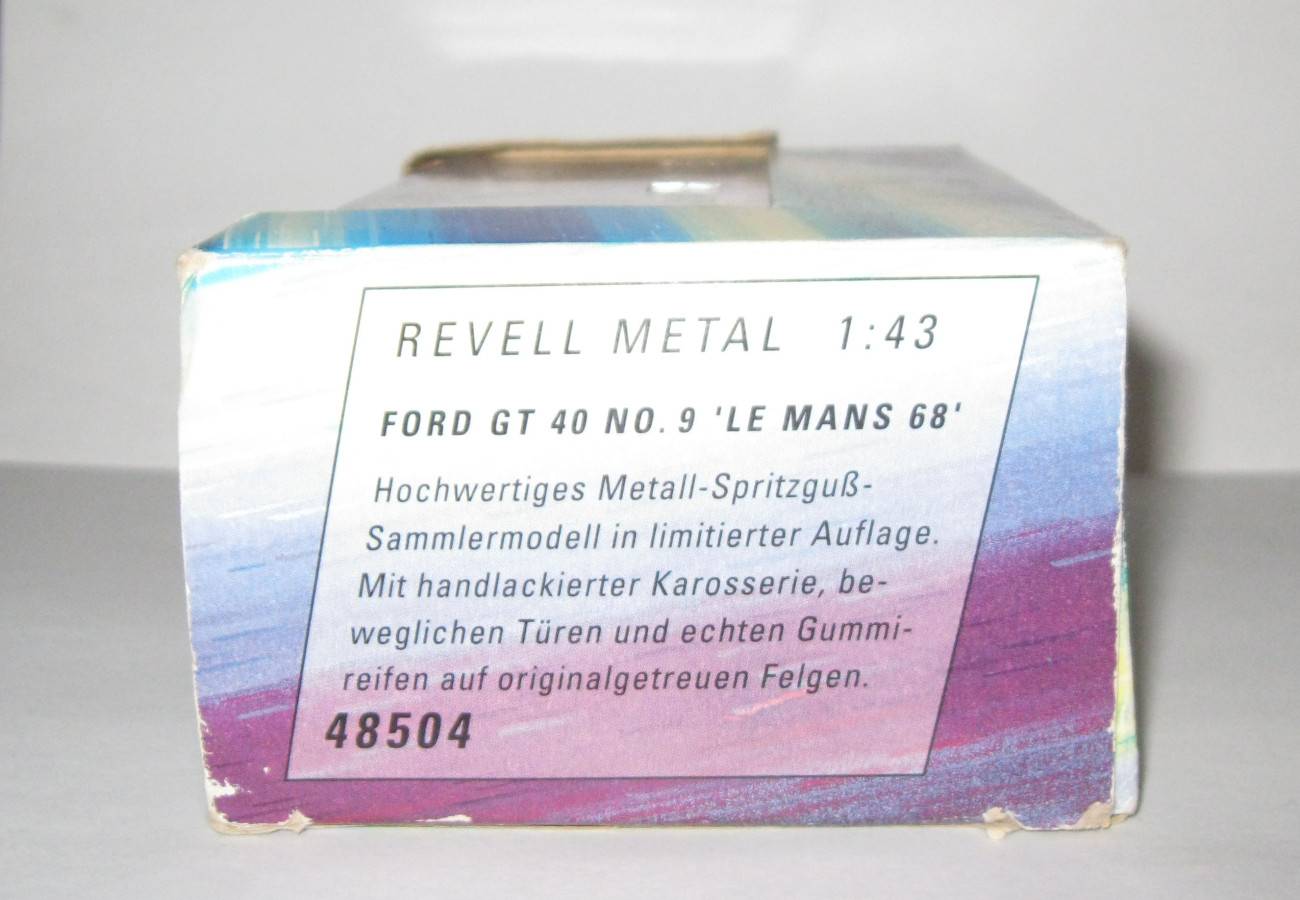 REVELL METAL 1:43
FORD GT 40 NO. 9 'LE MANS 68'
Hochwertiges Metall-Spritzguß-
Sammlermodell in limitierter Auflage.
Mit handlackierter Karosserie, be-
weglichen Türen und echten Gummi-
reifen auf originalgetreuen Felgen.
48504